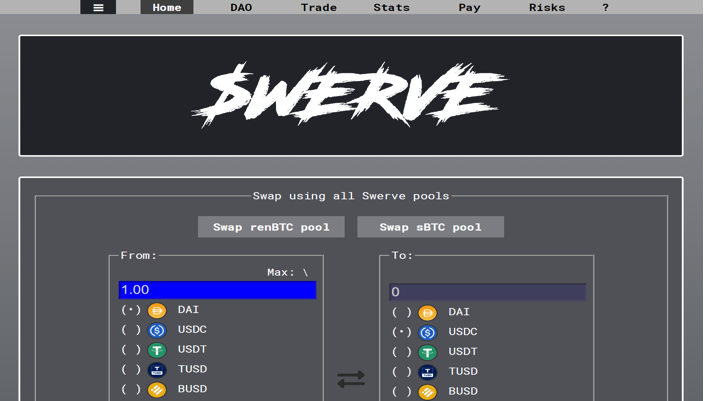 Home DAO Trade Stats Pay Risks ?
$WERVE
Swap using all Swerve pools
Swap renBTC pool Swap sBTC pool
From: To:
Max: \
1.00 0
(•) DAI ( ) DAI
( ) USDC (•) USDC
( ) USDT ( ) USDT
( ) TUSD ( ) TUSD
( ) BUSD ( ) BUSD